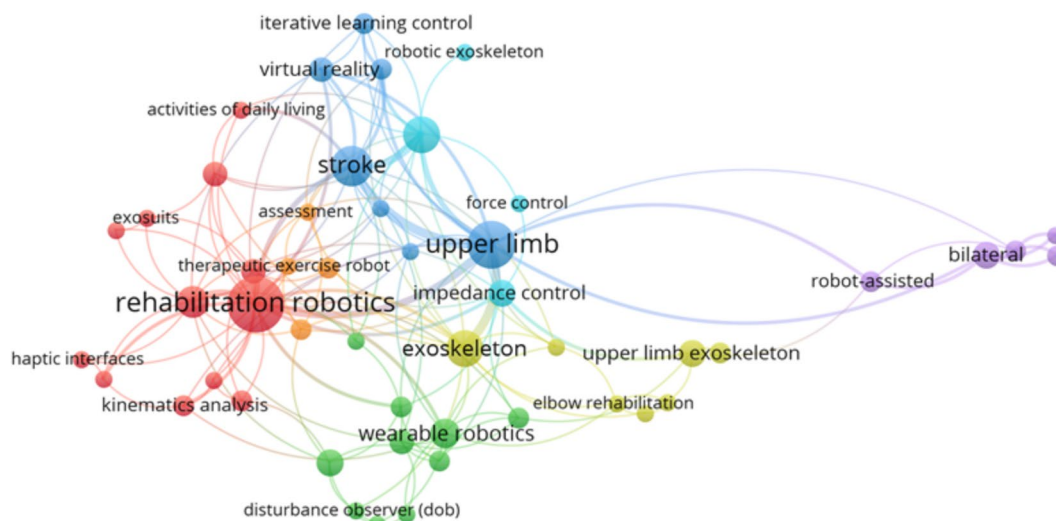 iterative learning control
robotic exoskeleton
virtual reality
activities of daily living
stroke
force control
assessment
exosuits
upper limb
bilateral
therapeutic exercise robot
robot-assisted
impedance control
rehabilitation robotics
exoskeleton
upper limb exoskeleton
haptic interfaces
elbow rehabilitation
kinematics analysis
wearable robotics
disturbance observer (dob)